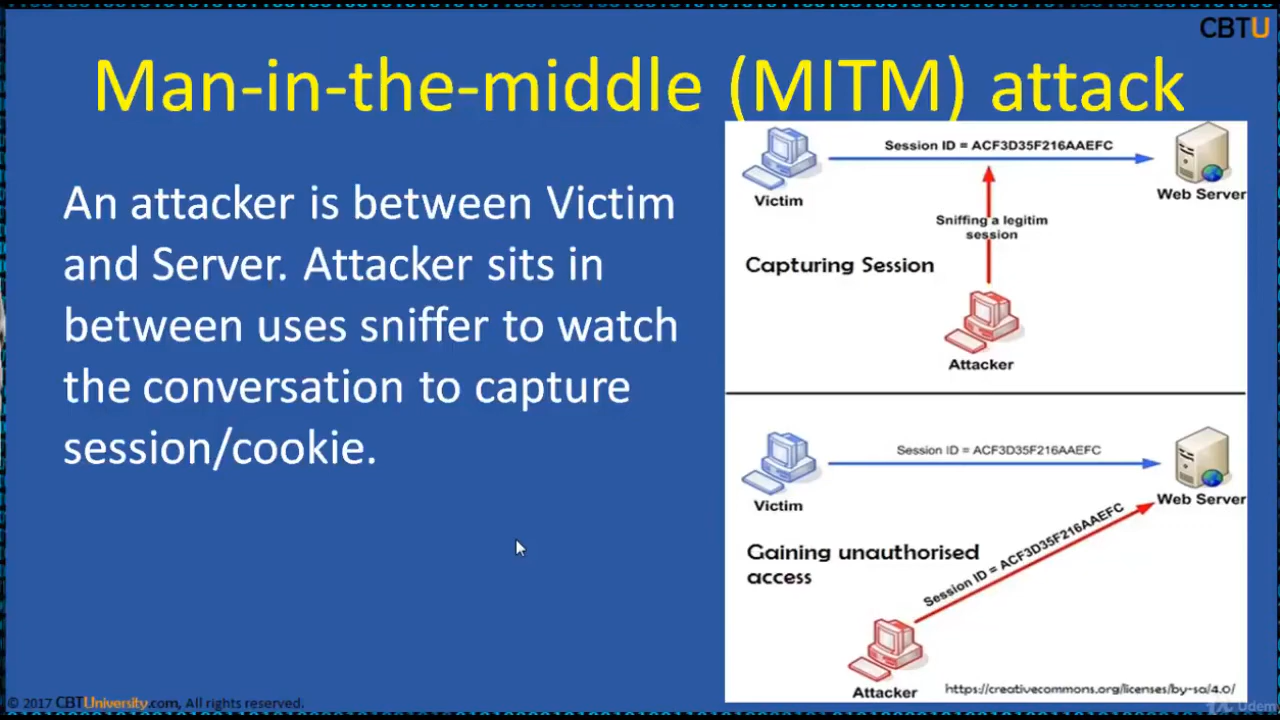 CBTU
Man-in-the-middle (MITM) attack
An attacker is between Victim
and Server. Attacker sits in
between uses sniffer to watch
the conversation to capture
session/cookie.
Session ID = ACF3D35F216AAEFC
Victim
Web Server
Sniffing a legitim
session
Capturing Session
Attacker
Session ID = ACF3D35F216AAEFC
Victim
Web Server
Session ID = ACF3D35F216AAEFC
Gaining unauthorised
access
Attacker
https://creativecommons.org/licenses/by-sa/4.0/
© 2017 CBTUniversity.com, All rights reserved.
Udemy